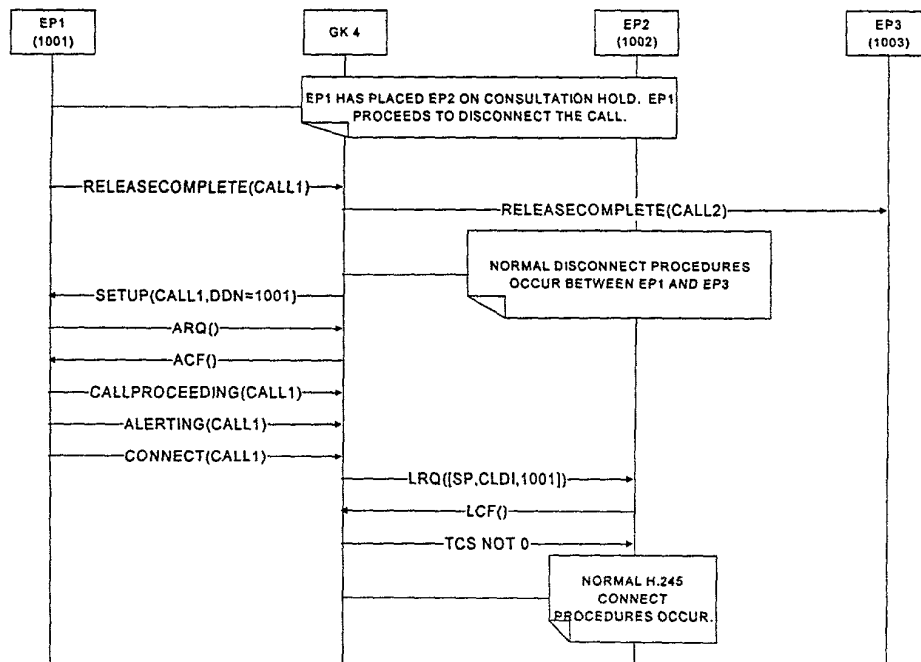 EP1
(1001)
GK 4
EP2
(1002)
EP3
(1003)
EP1 HAS PLACED EP2 ON CONSULTATION HOLD. EP1
PROCEEDS TO DISCONNECT THE CALL.
RELEASECOMPLETE(CALL1)
RELEASECOMPLETE(CALL2)
NORMAL DISCONNECT PROCEDURES
OCCUR BETWEEN EP1 AND EP3
SETUP(CALL1,DDN=1001)
ARQ()
ACF()
CALLPROCEEDING(CALL1)
ALERTING(CALL1)
CONNECT(CALL1)
LRQ([SP,CLDI,1001])
LCF()
TCS NOT 0
NORMAL H.245
CONNECT
PROCEDURES OCCUR.